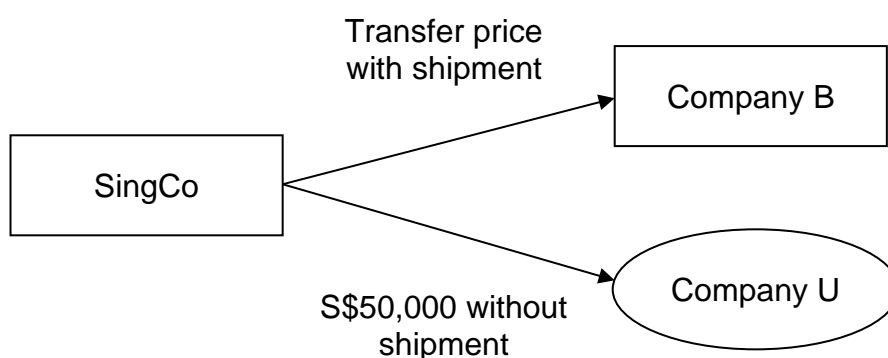 Transfer price
with shipment
Company B
SingCo
Company U
S$50,000 without
shipment